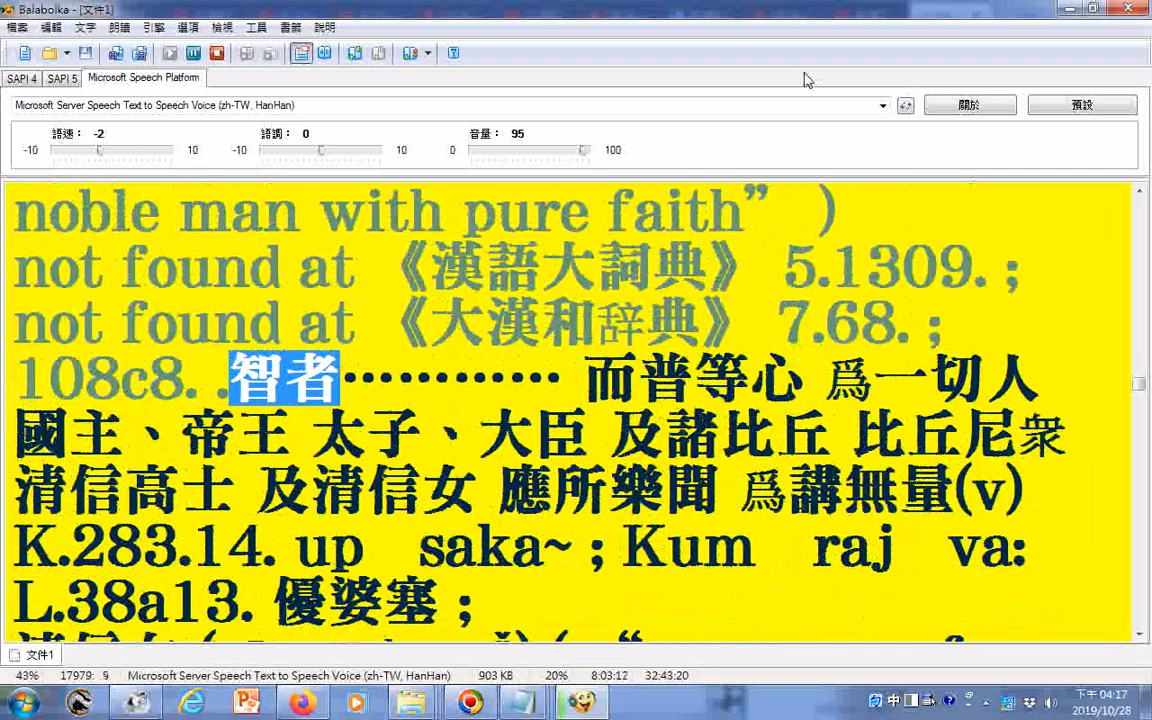 Balabolka - [文件1]
檔案 編輯 文字 朗讀 引擎 選項 檢視 工具 書籤 說明
SAPI 4 SAPI 5 Microsoft Speech Platform
Microsoft Server Speech Text to Speech Voice (zh-TW, HanHan) 關於 預設
語速： -2 語調： 0 音量： 95
-10 10 -10 10 0 100
noble man with pure faith” )
not found at 《漢語大詞典》 5.1309. ;
not found at 《大漢和辞典》 7.68. ;
108c8. .智者………… 而普等心 爲一切人
國主、帝王 太子、大臣 及諸比丘 比丘尼衆
清信高士 及清信女 應所樂聞 爲講無量(v)
K.283.14. up saka~ ; Kum raj va:
L.38a13. 優婆塞 ;
文件1
43% 17979: 9 Microsoft Server Speech Text to Speech Voice (zh-TW, HanHan) 903 KB 20% 8:03:12 32:43:20
中 下午 04:17
2019/10/28